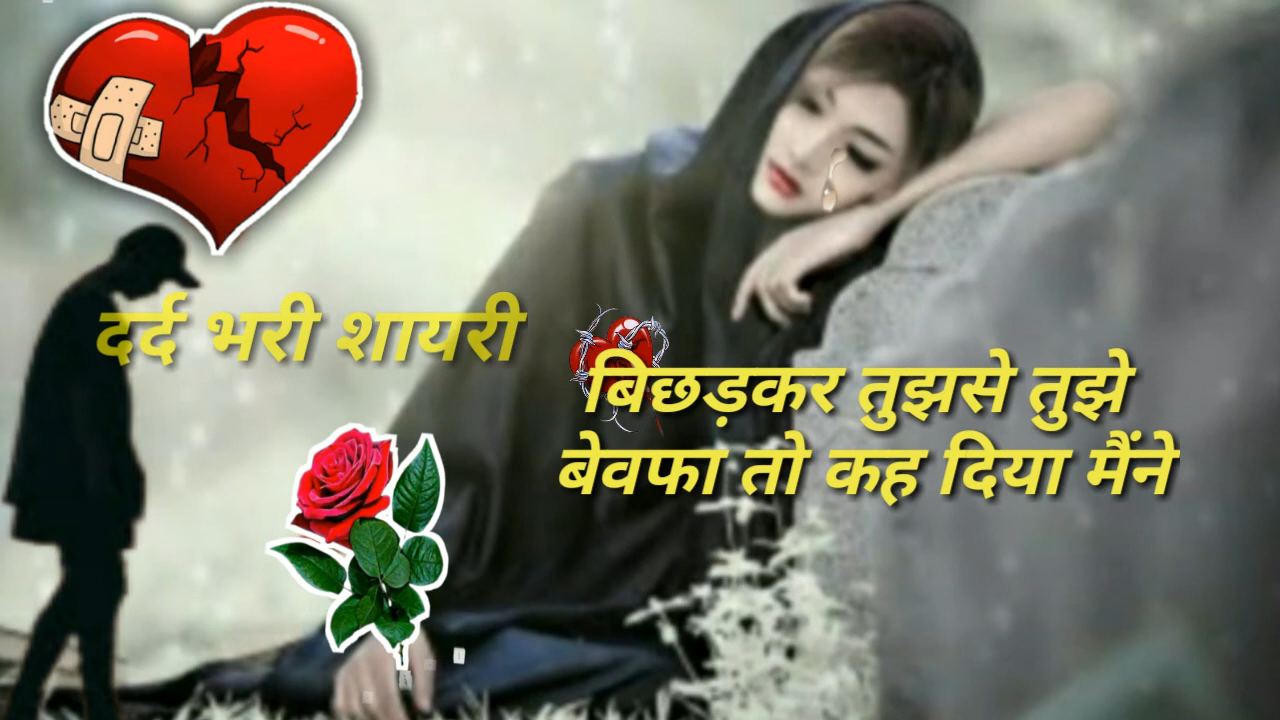 दर्द भरी शायरी
बिछड़कर तुझसे तुझे
बेवफा तो कह दिया मैंने